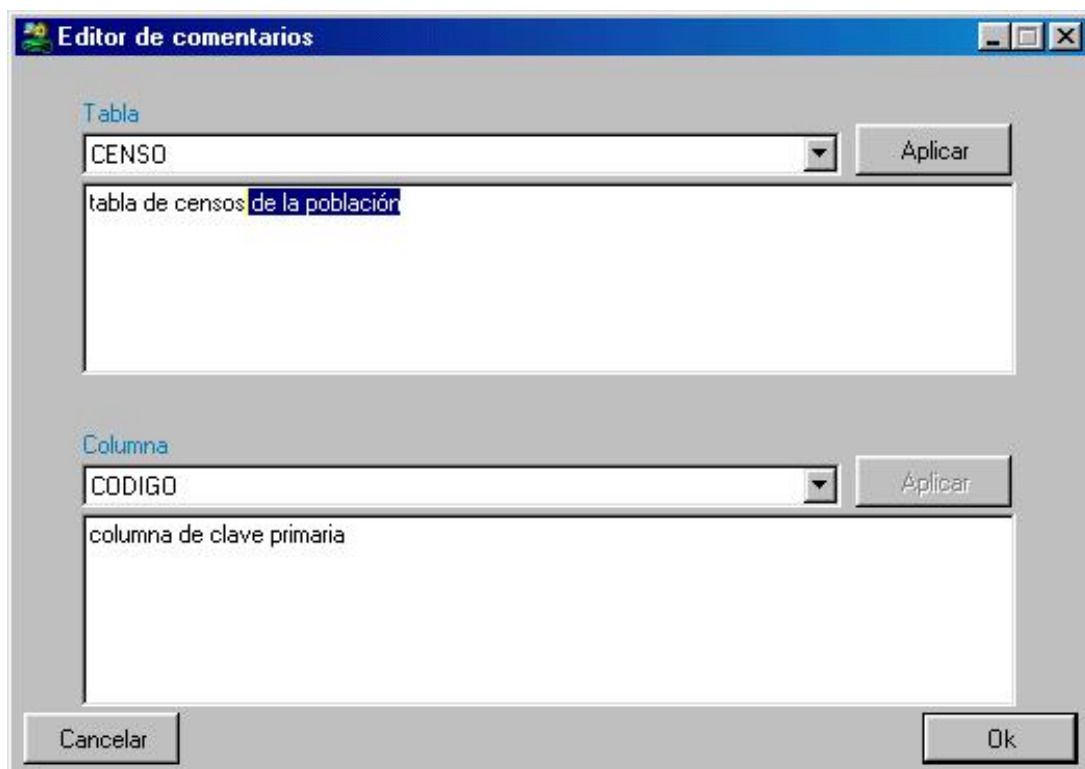 Editor de comentarios
Tabla
CENSO
Aplicar
tabla de censos de la población
Columna
CODIGO
Aplicar
columna de clave primaria
Cancelar
Ok